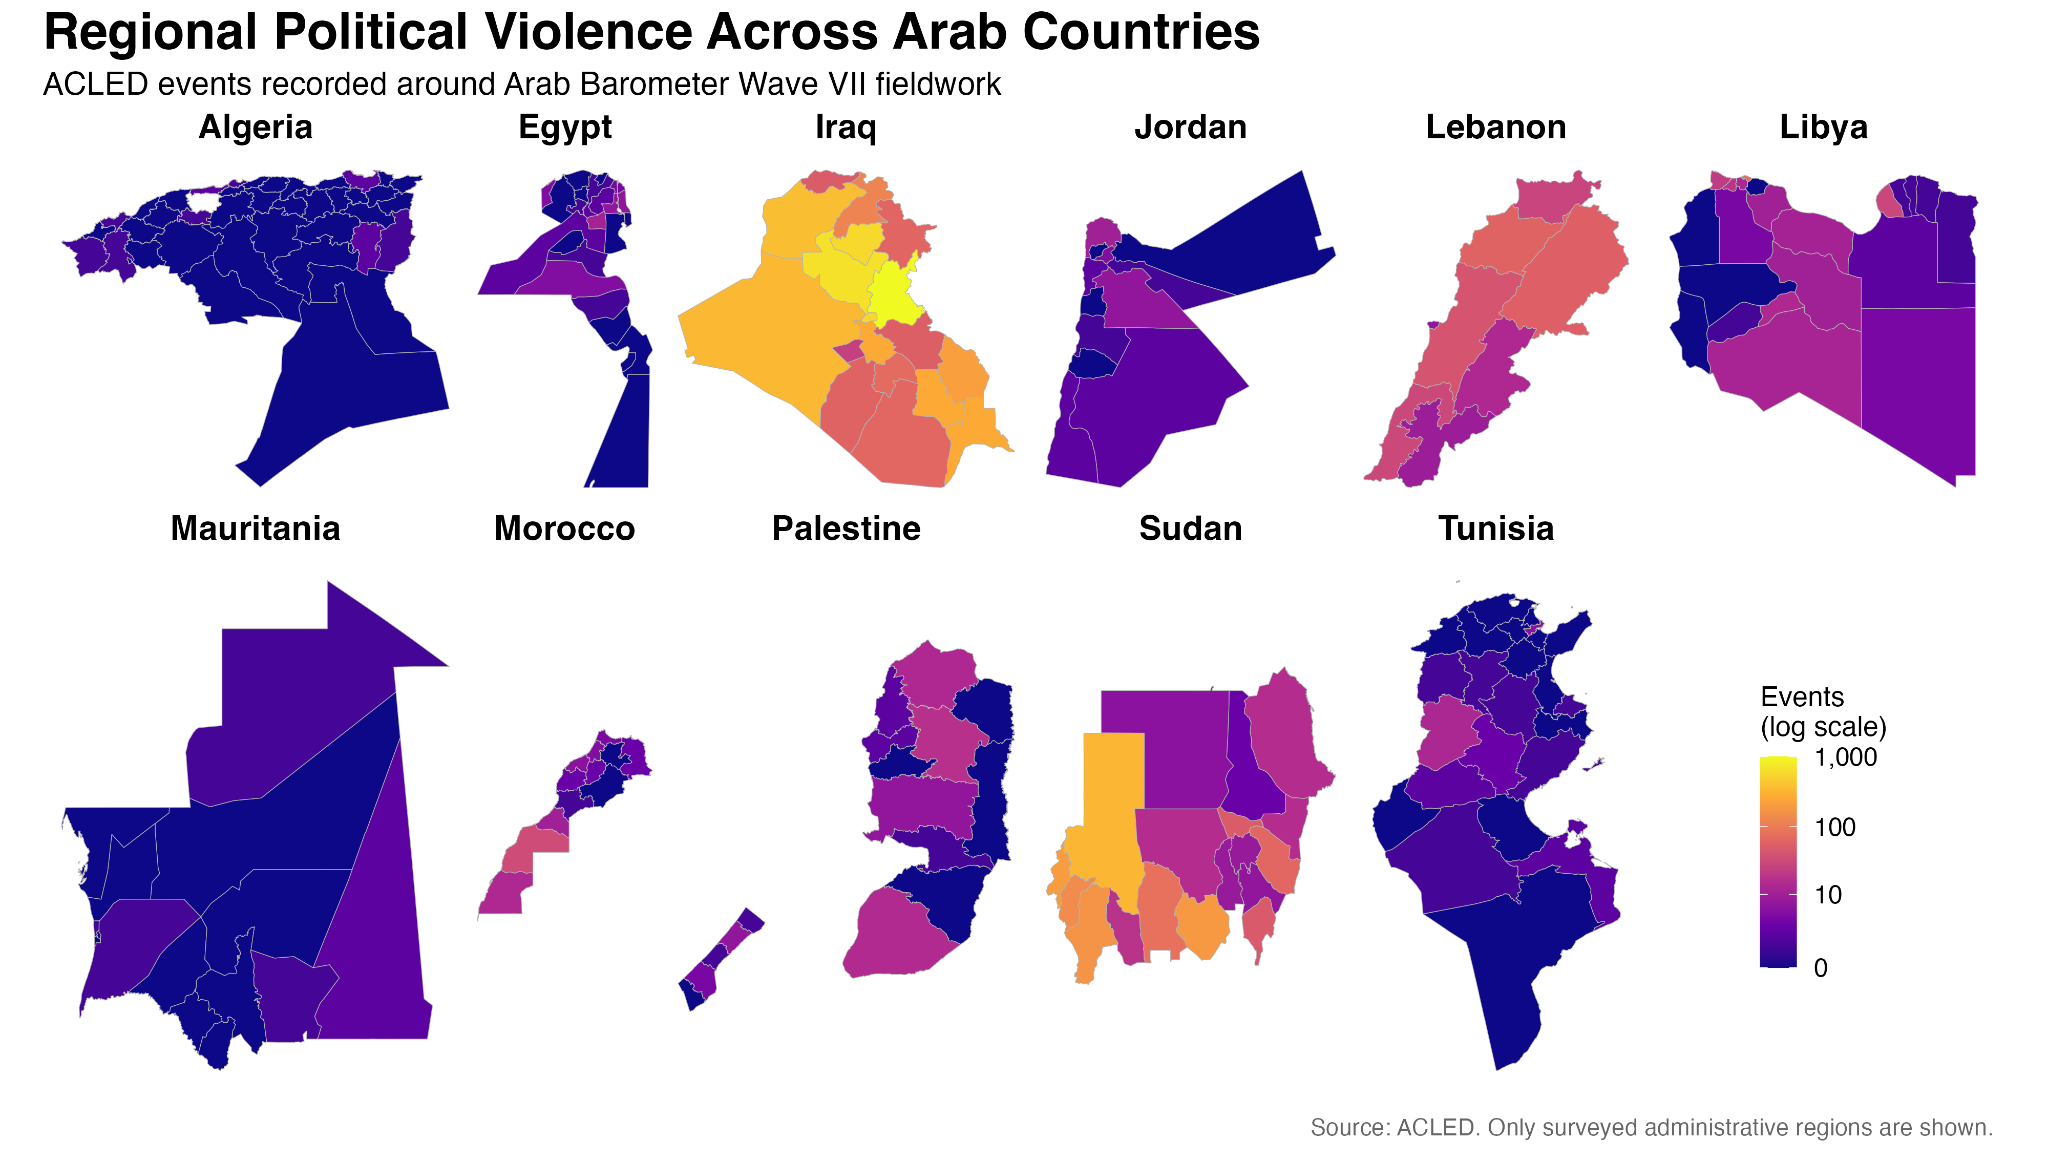 Regional Political Violence Across Arab Countries
ACLED events recorded around Arab Barometer Wave VII fieldwork
Algeria
Egypt
Iraq
Jordan
Lebanon
Libya
Mauritania
Morocco
Palestine
Sudan
Tunisia
Events
(log scale)
1,000
100
10
0
Source: ACLED. Only surveyed administrative regions are shown.